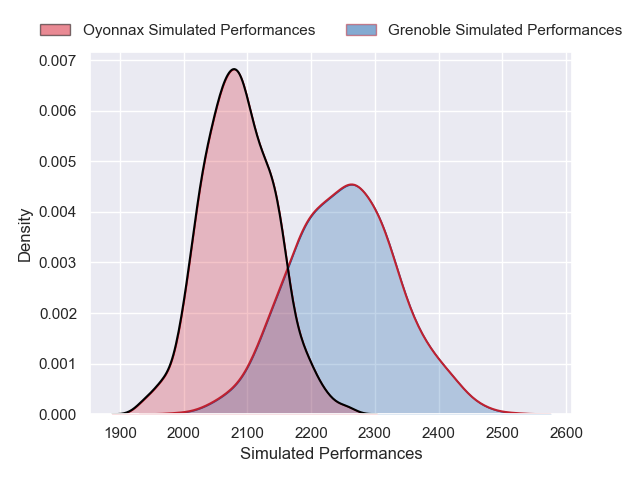 Oyonnax Simulated Performances Grenoble Simulated Performances
0.007
0.006
0.005
0.004
0.003
0.002
0.001
0.000
Density
1900 2000 2100 2200 2300 2400 2500 2600
Simulated Performances